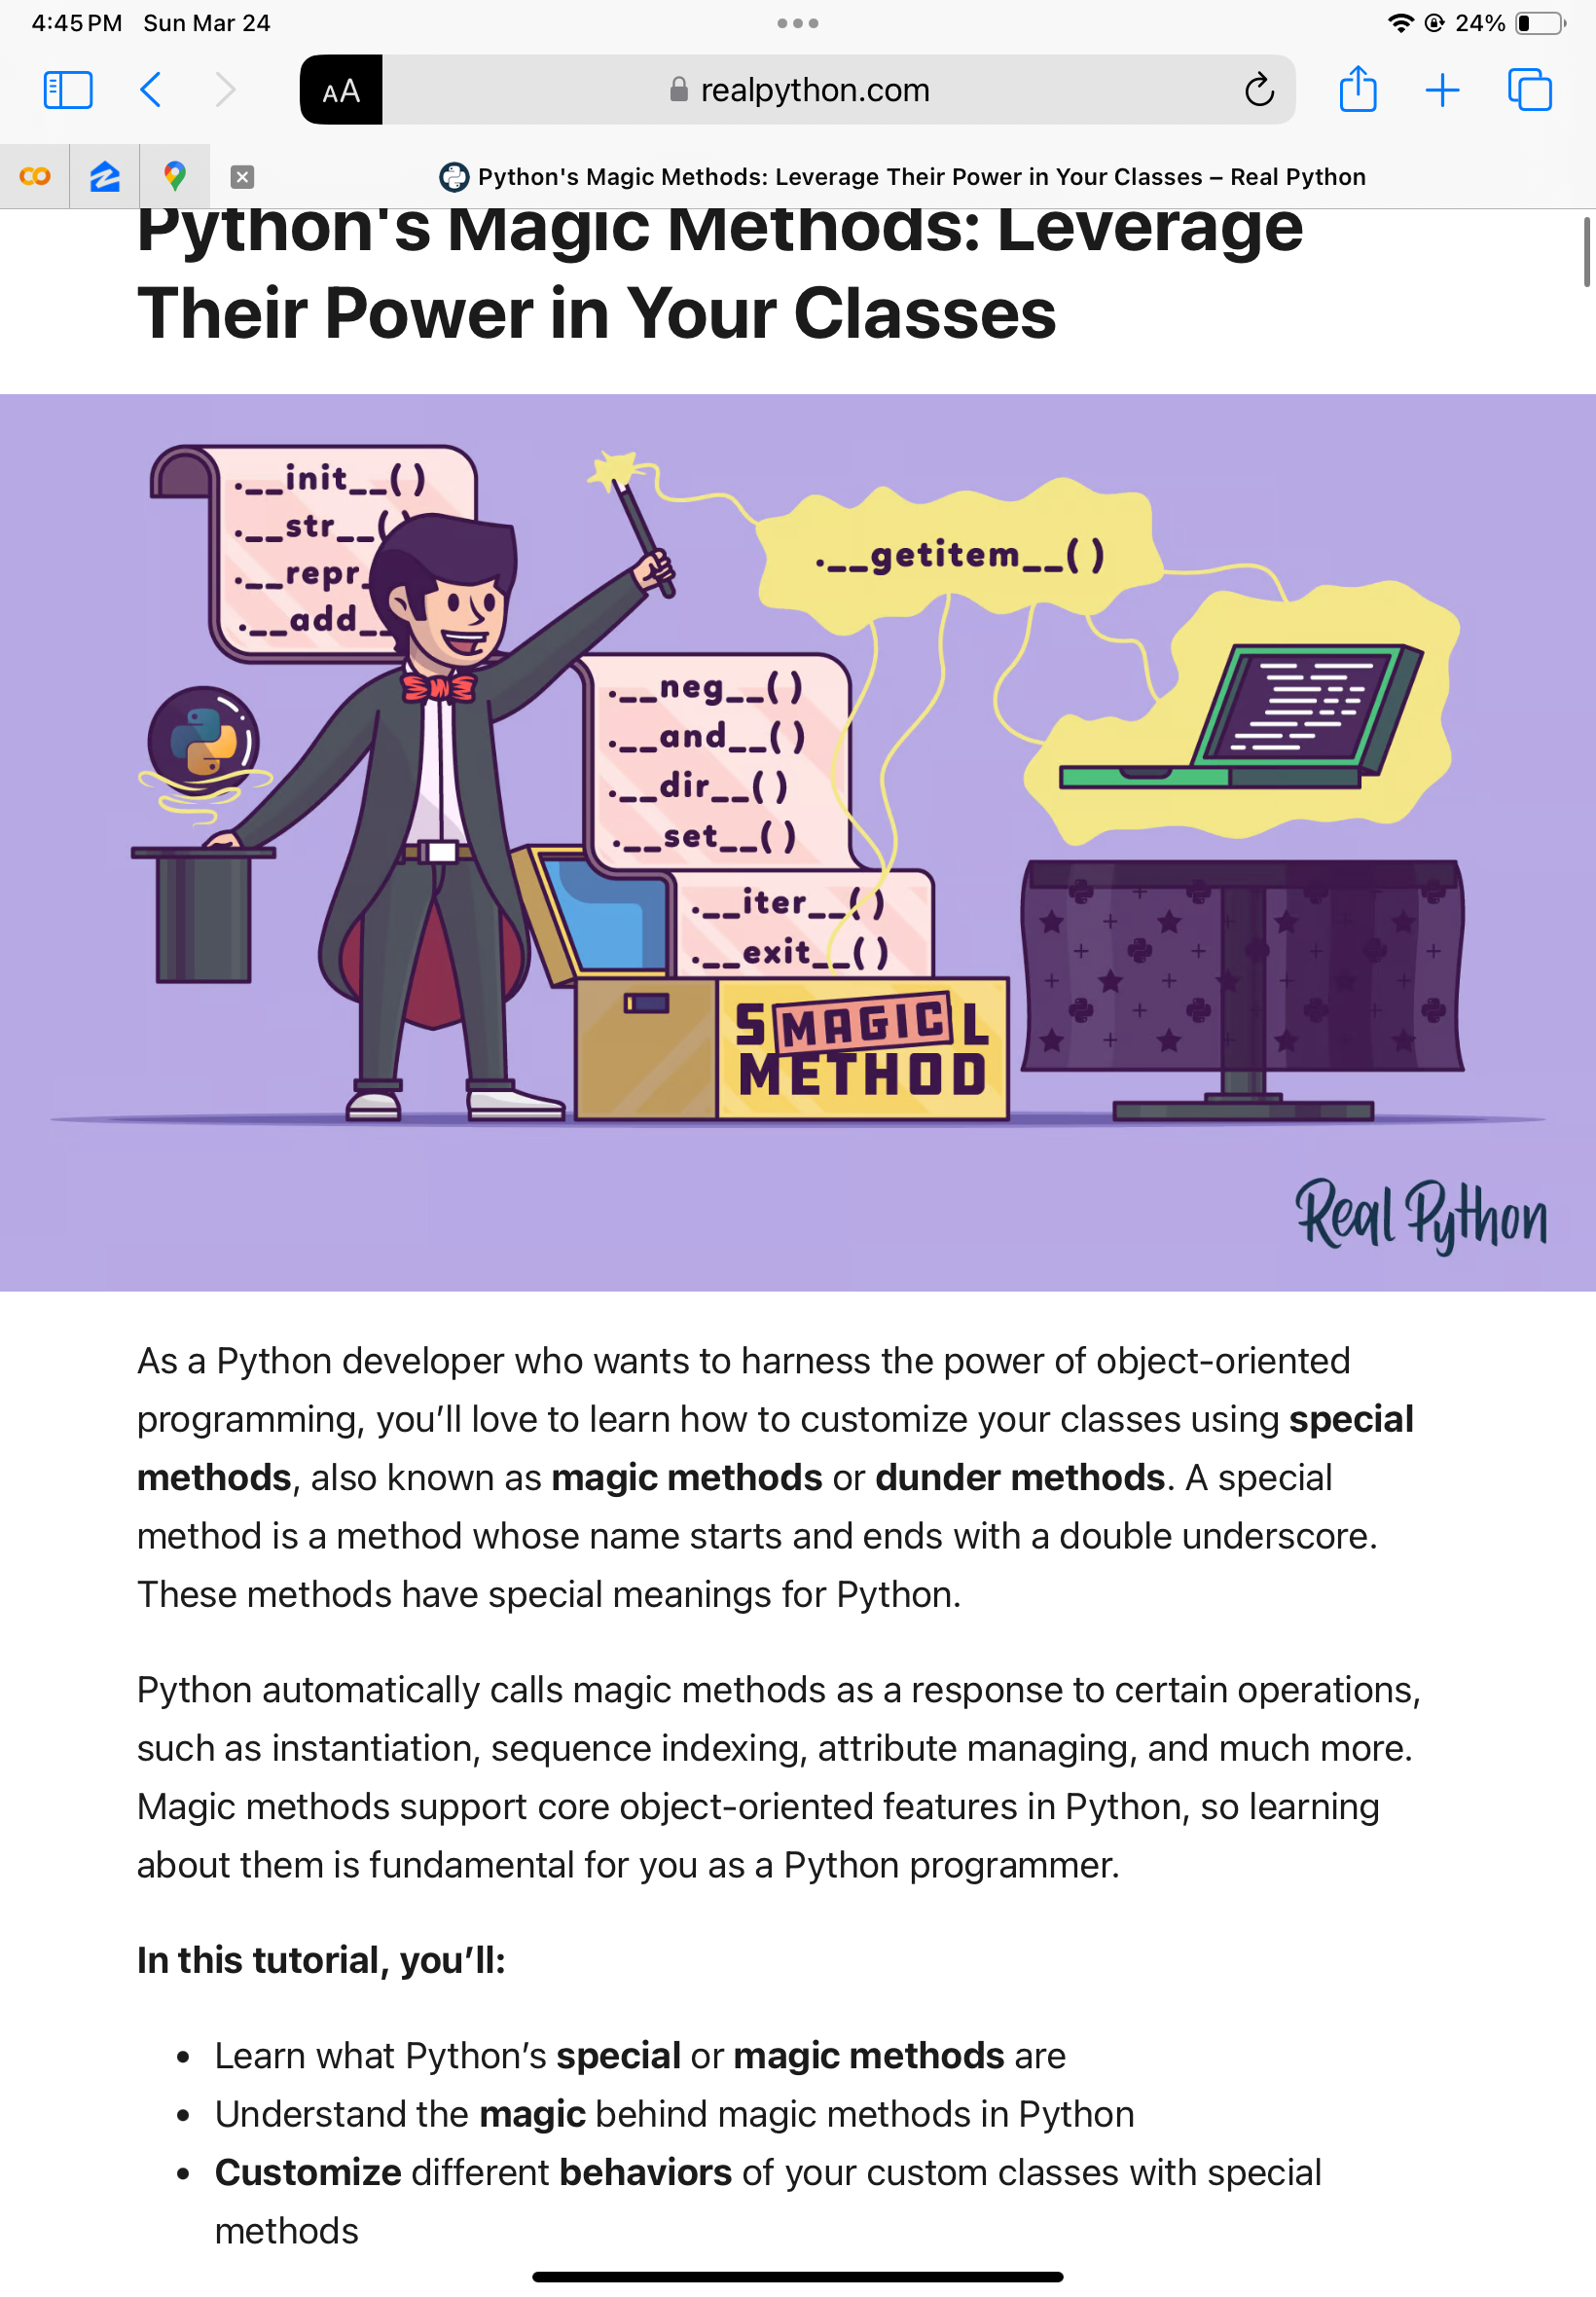 4:45 PM Sun Mar 24
24%
AA
realpython.com
Python's Magic Methods: Leverage Their Power in Your Classes – Real Python
Python's Magic Methods: Leverage
Their Power in Your Classes
.__init__()
.__str__(
.__repr_
.__add__
.__getitem__()
.__neg__()
.__and__()
.__dir__()
.__set__()
.__iter__()
.__exit__()
S MAGIC L
METHOD
Real Python
As a Python developer who wants to harness the power of object-oriented
programming, you’ll love to learn how to customize your classes using special
methods, also known as magic methods or dunder methods. A special
method is a method whose name starts and ends with a double underscore.
These methods have special meanings for Python.
Python automatically calls magic methods as a response to certain operations,
such as instantiation, sequence indexing, attribute managing, and much more.
Magic methods support core object-oriented features in Python, so learning
about them is fundamental for you as a Python programmer.
In this tutorial, you’ll:
• Learn what Python’s special or magic methods are
• Understand the magic behind magic methods in Python
• Customize different behaviors of your custom classes with special
methods